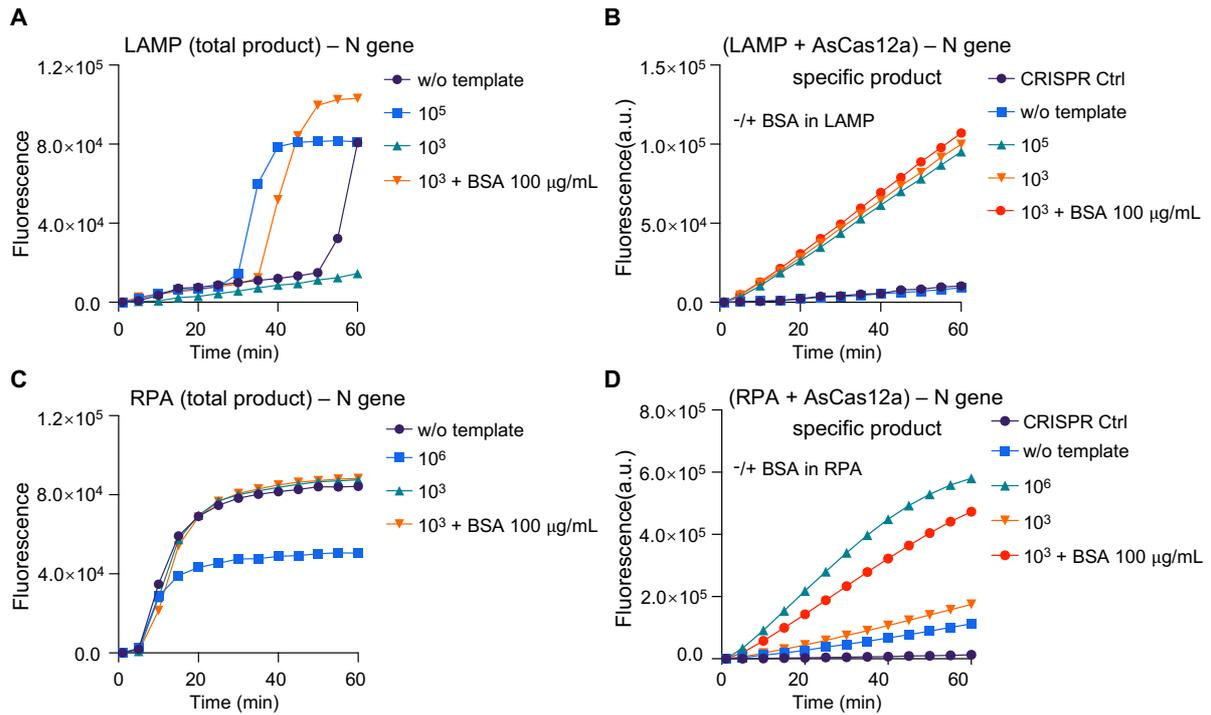 A
LAMP (total product) – N gene
1.2×10⁵
8.0×10⁴
4.0×10⁴
0.0
Fluorescence
0 20 40 60
Time (min)
w/o template
10⁵
10³
10³ + BSA 100 μg/mL
B
(LAMP + AsCas12a) – N gene
specific product
-/+ BSA in LAMP
1.5×10⁵
1.0×10⁵
5.0×10⁴
0.0
Fluorescence(a.u.)
0 20 40 60
Time (min)
CRISPR Ctrl
w/o template
10⁵
10³
10³ + BSA 100 μg/mL
C
RPA (total product) – N gene
1.2×10⁵
8.0×10⁴
4.0×10⁴
0.0
Fluorescence
0 20 40 60
Time (min)
w/o template
10⁶
10³
10³ + BSA 100 μg/mL
D
(RPA + AsCas12a) – N gene
specific product
-/+ BSA in RPA
8.0×10⁵
6.0×10⁵
4.0×10⁵
2.0×10⁵
0.0
Fluorescence(a.u.)
0 20 40 60
Time (min)
CRISPR Ctrl
w/o template
10⁶
10³
10³ + BSA 100 μg/mL